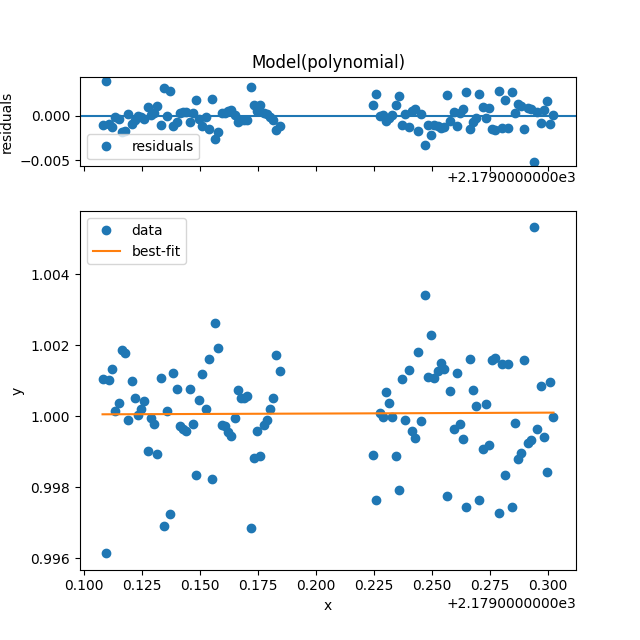 Model(polynomial)
residuals
0.000
−0.005
residuals
+2.1790000000e3
data
best-fit
y
1.004
1.002
1.000
0.998
0.996
0.100 0.125 0.150 0.175 0.200 0.225 0.250 0.275 0.300
x
+2.1790000000e3